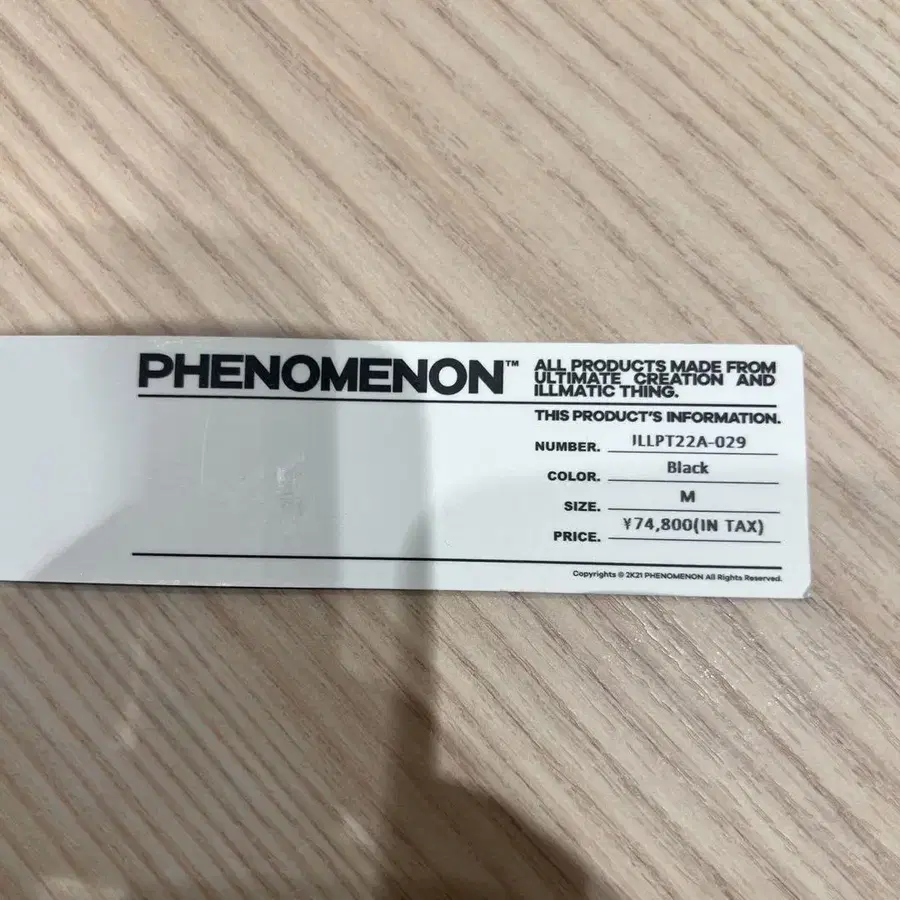 PHENOMENON™
ALL PRODUCTS MADE FROM
ULTIMATE CREATION AND
ILLMATIC THING.
THIS PRODUCT'S INFORMATION.
NUMBER. JLLPT22A-029
COLOR. Black
SIZE. M
PRICE. ¥74,800(IN TAX)
Copyrights © 2K21 PHENOMENON All Rights Reserved.